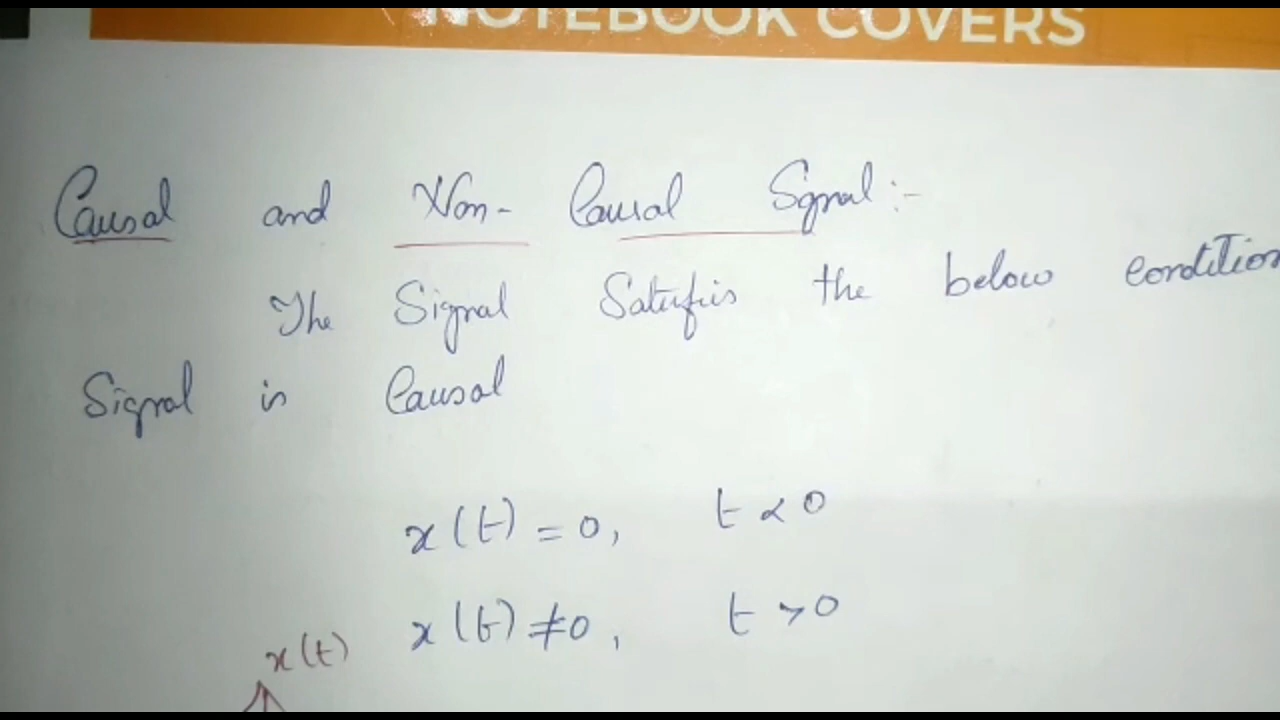 NOTEBOOK COVERS
Causal and Non- Causal Signal :-
The Signal Satisfies the below condition
Signal is Causal
x(t) = 0, t < 0
x(t) ≠ 0, t > 0
x(t)